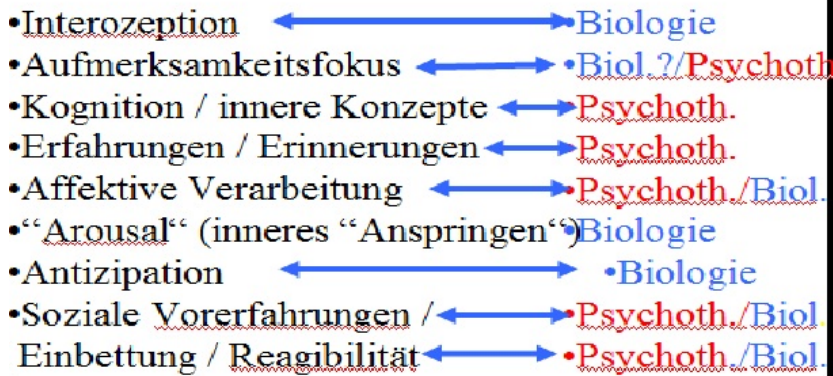 •Interozeption •Biologie
•Aufmerksamkeitsfokus •Biol.?/Psychoth
•Kognition / innere Konzepte •Psychoth.
•Erfahrungen / Erinnerungen •Psychoth.
•Affektive Verarbeitung •Psychoth./Biol.
•“Arousal“ (inneres “Anspringen“) •Biologie
•Antizipation •Biologie
•Soziale Vorerfahrungen / •Psychoth./Biol.
Einbettung / Reagibilität •Psychoth./Biol.